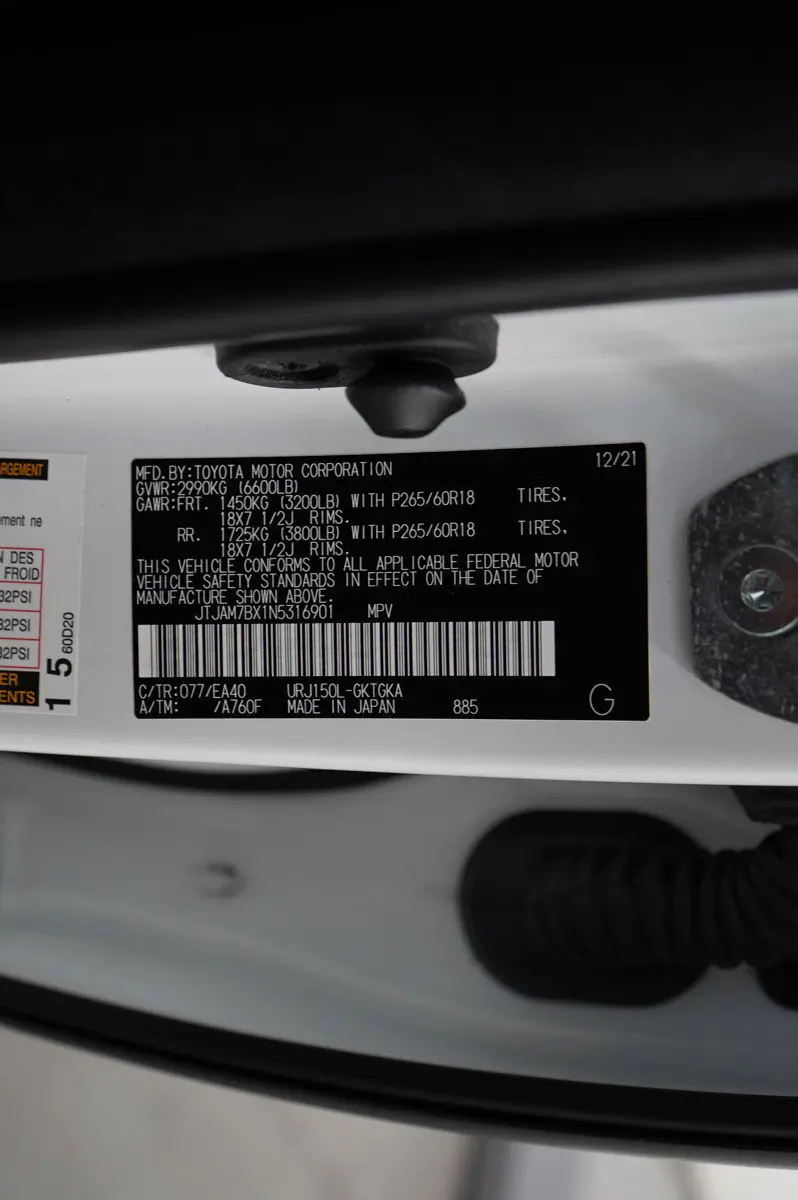 MFD.BY:TOYOTA MOTOR CORPORATION 12/21
GVWR:2990KG (6600LB)
GAWR:FRT. 1450KG (3200LB) WITH P265/60R18 TIRES,
18X7 1/2J RIMS.
RR. 1725KG (3800LB) WITH P265/60R18 TIRES,
18X7 1/2J RIMS.
THIS VEHICLE CONFORMS TO ALL APPLICABLE FEDERAL MOTOR
VEHICLE SAFETY STANDARDS IN EFFECT ON THE DATE OF
MANUFACTURE SHOWN ABOVE.
JTJAM7BX1N5316901 MPV
C/TR:077/EA40 URJ150L-GKTGKA
A/TM: /A760F MADE IN JAPAN 885 G
ARGEMENT
ement ne
N DES
FROID
32PSI
32PSI
32PSI
ER
ENTS
1 5 60D20